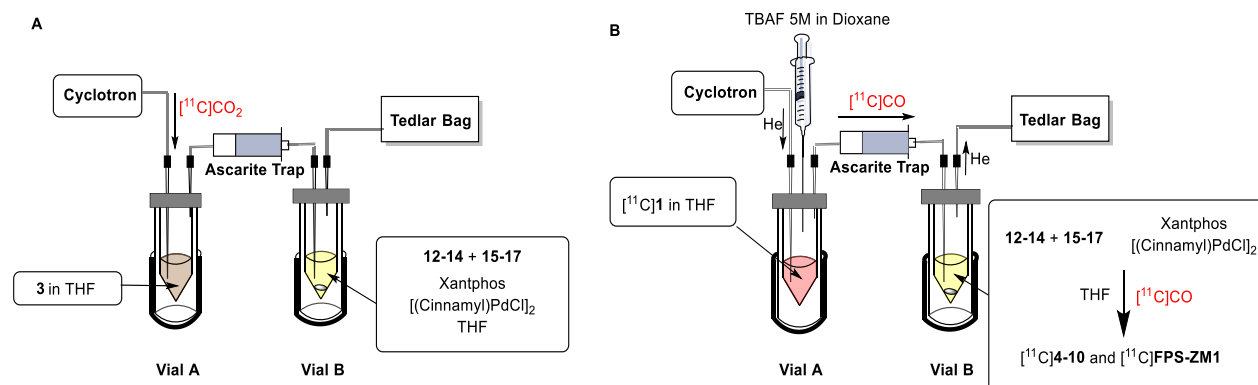 A
Cyclotron
[¹¹C]CO₂
Tedlar Bag
Ascarite Trap
3 in THF
12-14 + 15-17
Xantphos
[(Cinnamyl)PdCl]₂
THF
Vial A
Vial B
B
TBAF 5M in Dioxane
Cyclotron
[¹¹C]CO
He
Tedlar Bag
Ascarite Trap
He
[¹¹C]1 in THF
12-14 + 15-17
Xantphos
[(Cinnamyl)PdCl]₂
THF
[¹¹C]CO
[¹¹C]4-10 and [¹¹C]FPS-ZM1
Vial A
Vial B